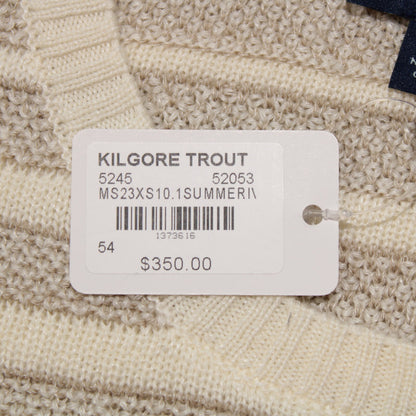 KILGORE TROUT
5245 52053
MS23XS10.1SUMMERI
1373616
54
$350.00